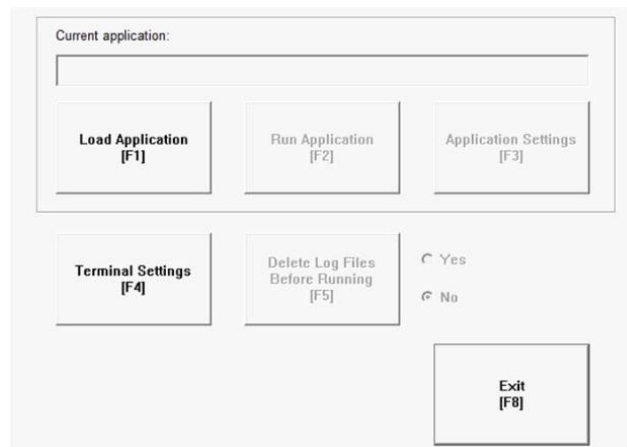 Current application:
Load Application
[F1]
Run Application
[F2]
Application Settings
[F3]
Terminal Settings
[F4]
Delete Log Files
Before Running
[F5]
Yes
No
Exit
[F8]